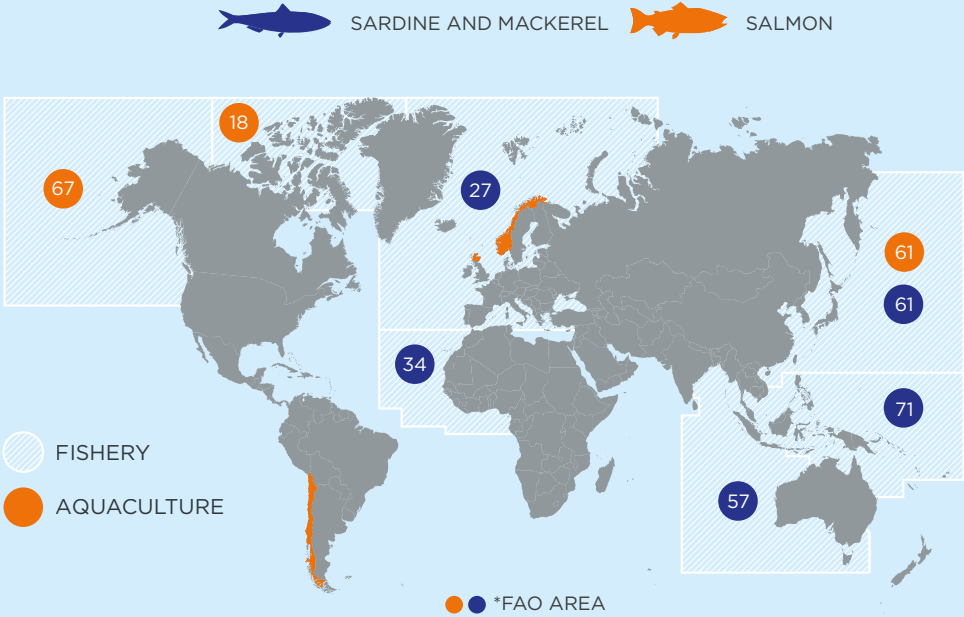 SARDINE AND MACKEREL
SALMON
18
67
27
61
61
34
71
FISHERY
57
AQUACULTURE
*FAO AREA